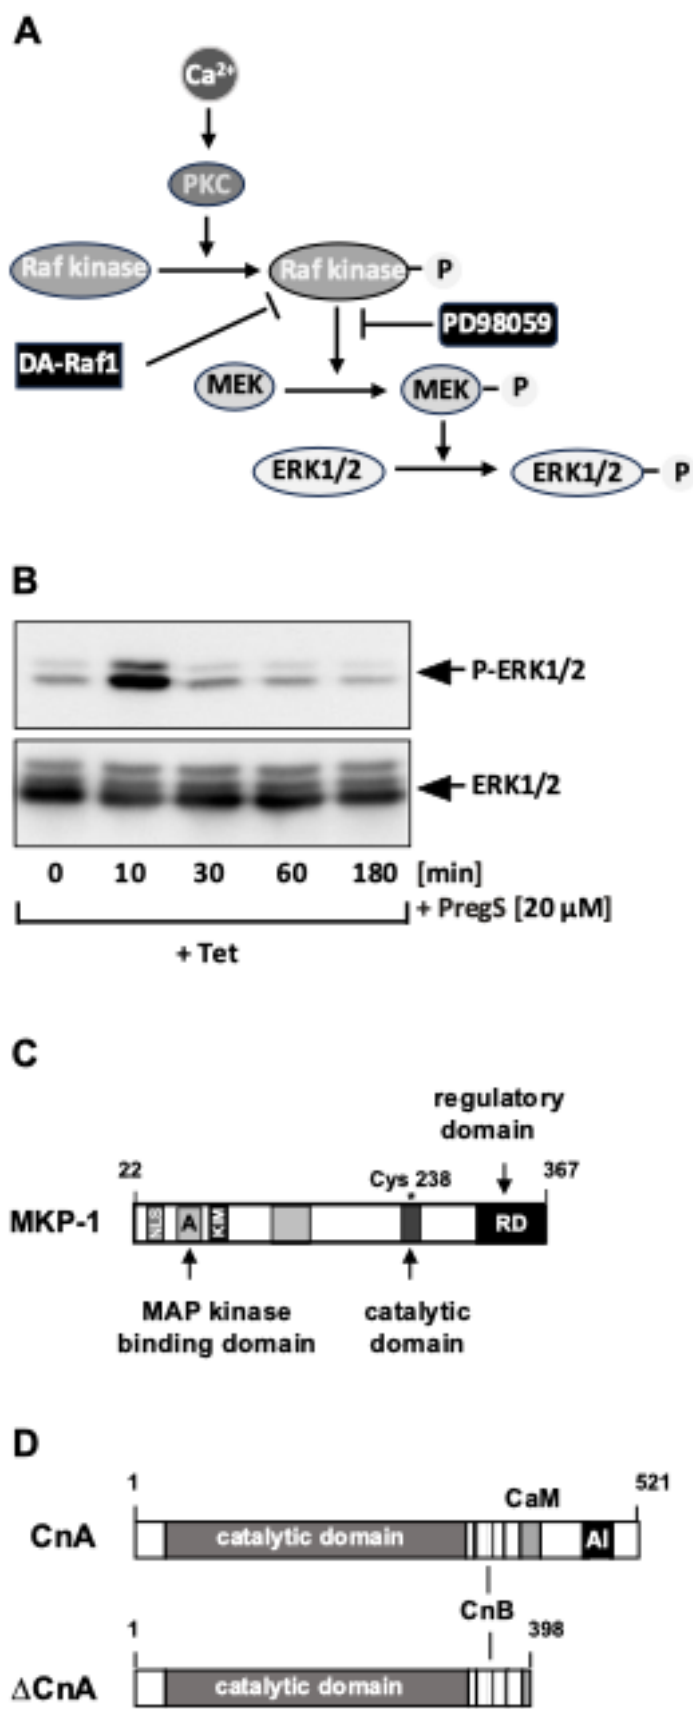 A
Ca2+
PKC
Raf kinase
Raf kinase
P
PD98059
DA-Raf1
MEK
MEK
P
ERK1/2
ERK1/2
P
B
P-ERK1/2
ERK1/2
0 10 30 60 180 [min]
+ PregS [20 µM]
+ Tet
C
regulatory
domain
22
Cys 238
367
*
MKP-1
NLS
A
KIM
RD
MAP kinase
binding domain
catalytic
domain
D
1
521
CaM
CnA
catalytic domain
AI
CnB
1
398
ΔCnA
catalytic domain